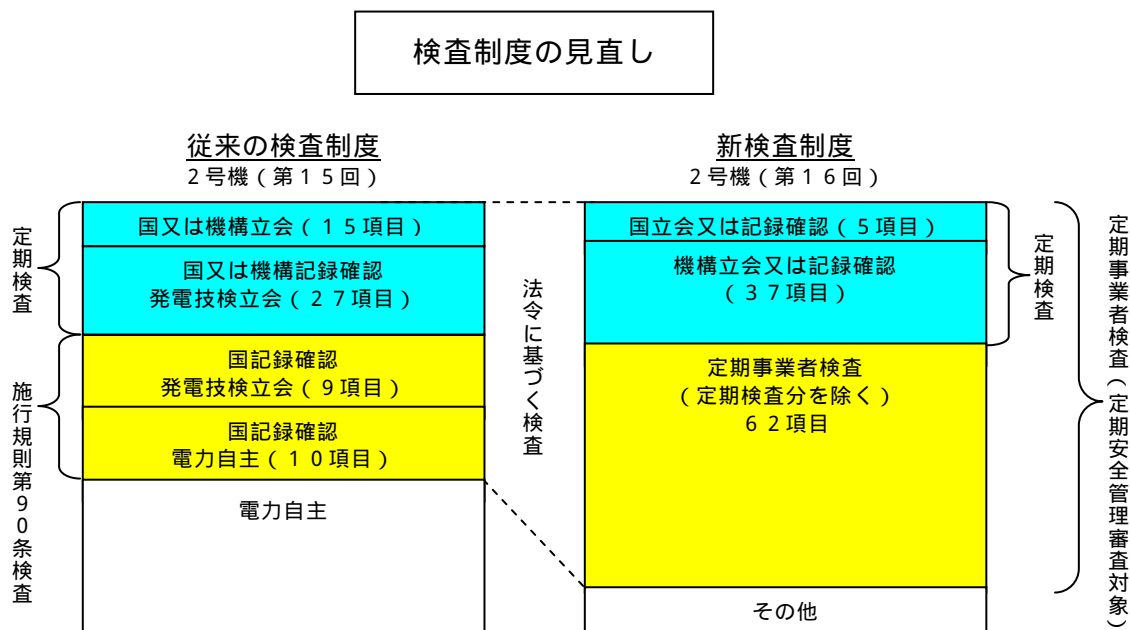 検査制度の見直し
従来の検査制度
２号機（第１５回）
定期検査
国又は機構立会（１５項目）
国又は機構記録確認
発電技検立会（２７項目）
施行規則第９０条検査
国記録確認
発電技検立会（９項目）
国記録確認
電力自主（１０項目）
電力自主
法令に基づく検査
新検査制度
２号機（第１６回）
国立会又は記録確認（５項目）
機構立会又は記録確認
（３７項目）
定期事業者検査
（定期検査分を除く）
６２項目
その他
定期検査
定期事業者検査（定期安全管理審査対象）